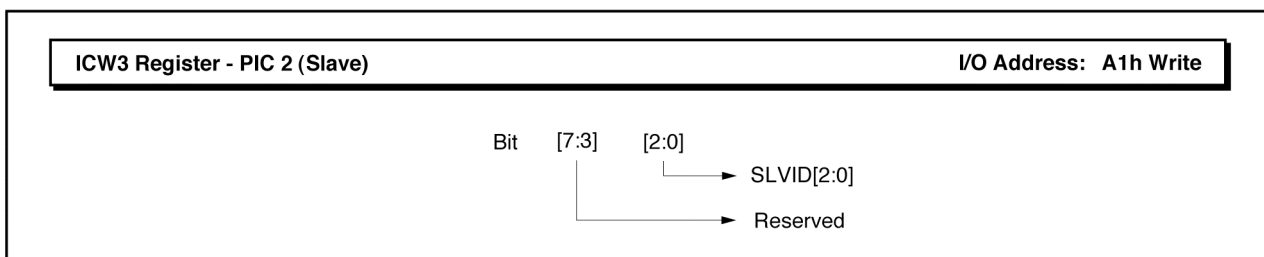 ICW3 Register - PIC 2 (Slave) I/O Address: A1h Write
Bit [7:3] [2:0]
SLVID[2:0]
Reserved